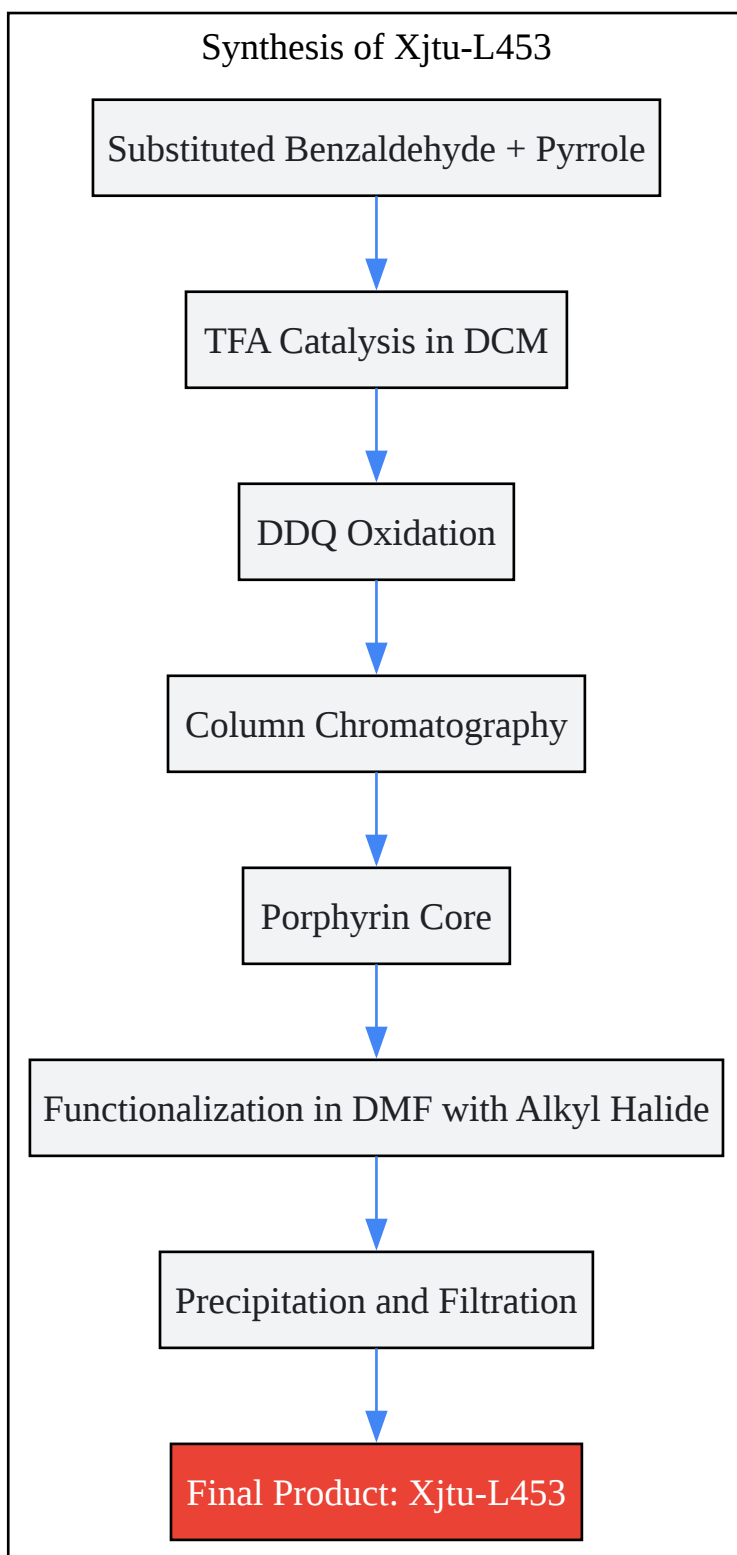 Synthesis of Xjtu-L453
Substituted Benzaldehyde + Pyrrole
TFA Catalysis in DCM
DDQ Oxidation
Column Chromatography
Porphyrin Core
Functionalization in DMF with Alkyl Halide
Precipitation and Filtration
Final Product: Xjtu-L453